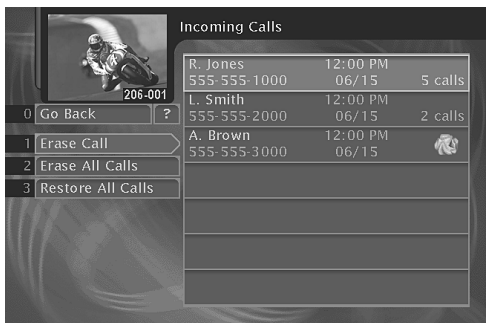 Incoming Calls
206-001
0 Go Back ?
1 Erase Call
2 Erase All Calls
3 Restore All Calls
R. Jones 12:00 PM
555-555-1000 06/15 5 calls
L. Smith 12:00 PM
555-555-2000 06/15 2 calls
A. Brown 12:00 PM
555-555-3000 06/15